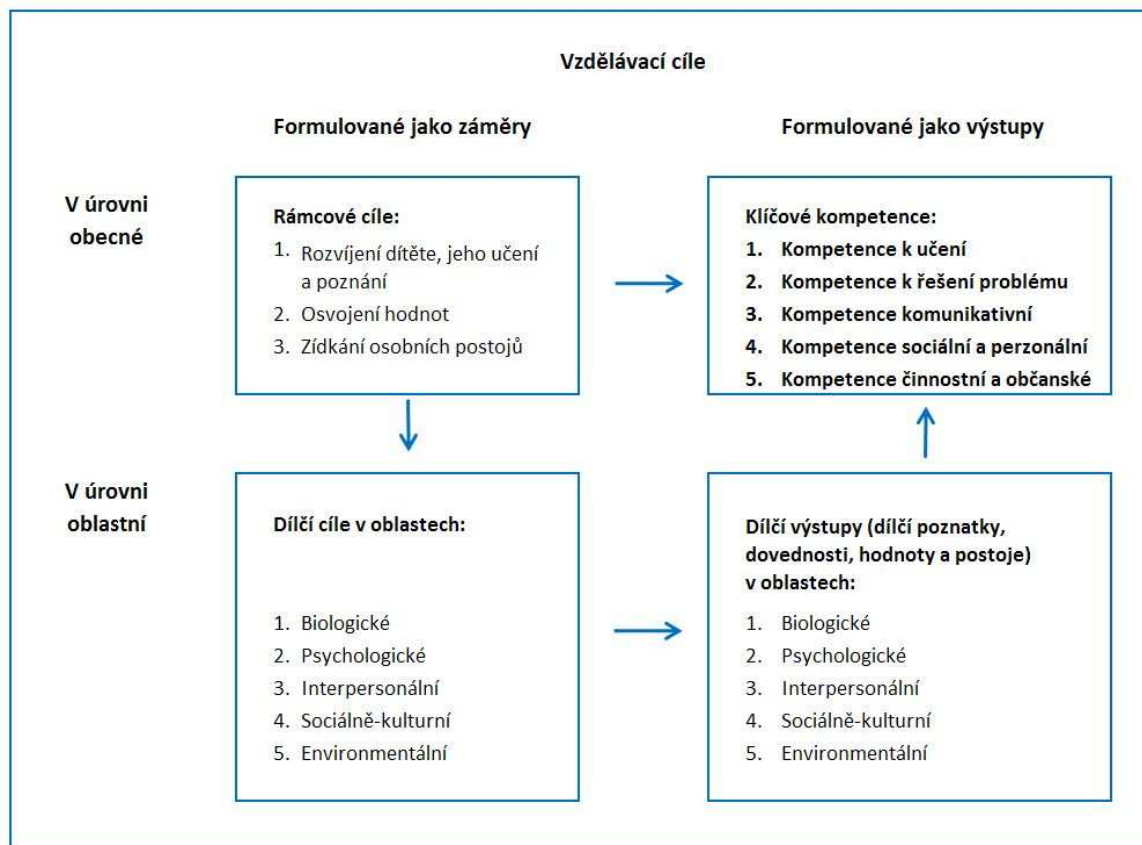 Vzdělávací cíle
Formulované jako záměry
Formulované jako výstupy
V úrovni
obecné
Rámcové cíle:
1. Rozvíjení dítěte, jeho učení
a poznání
2. Osvojení hodnot
3. Zídkání osobních postojů
Klíčové kompetence:
1. Kompetence k učení
2. Kompetence k řešení problému
3. Kompetence komunikativní
4. Kompetence sociální a perzonální
5. Kompetence činnostní a občanské
V úrovni
oblastní
Dílčí cíle v oblastech:
1. Biologické
2. Psychologické
3. Interpersonální
4. Sociálně-kulturní
5. Environmentální
Dílčí výstupy (dílčí poznatky,
dovednosti, hodnoty a postoje)
v oblastech:
1. Biologické
2. Psychologické
3. Interpersonální
4. Sociálně-kulturní
5. Environmentální